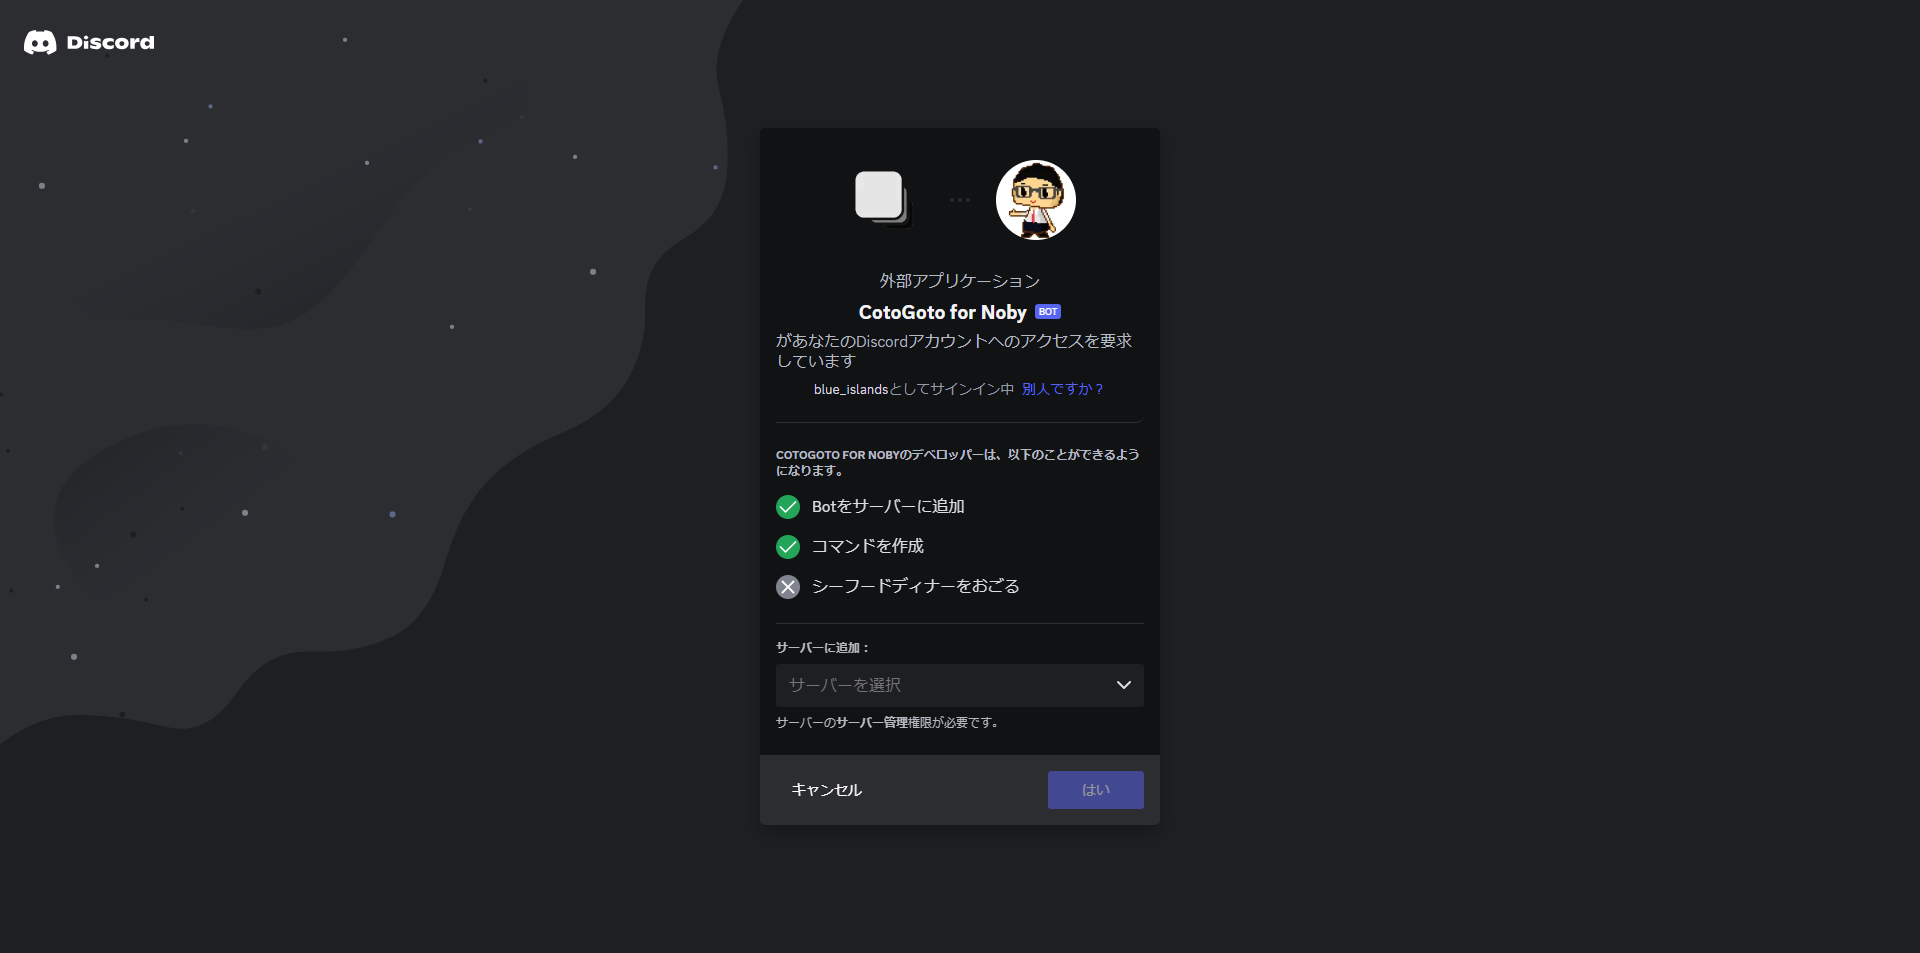 Discord
外部アプリケーション
CotoGoto for Noby BOT
があなたのDiscordアカウントへのアクセスを要求
しています
blue_islandsとしてサインイン中 別人ですか？
COTOGOTO FOR NOBYのデベロッパーは、以下のことができるよう
になります。
Botをサーバーに追加
コマンドを作成
シーフードディナーをおごる
サーバーに追加：
サーバーを選択
サーバーのサーバー管理権限が必要です。
キャンセル
はい